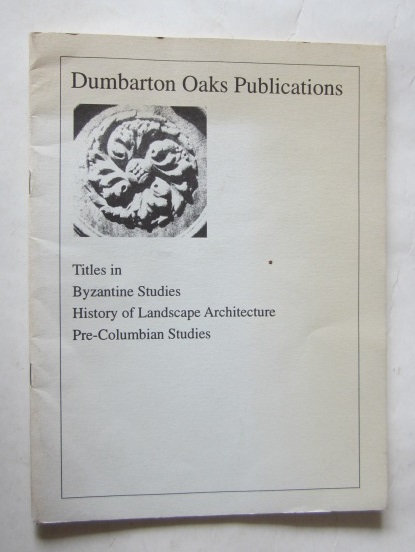 Dumbarton Oaks Publications
Titles in
Byzantine Studies
History of Landscape Architecture
Pre-Columbian Studies